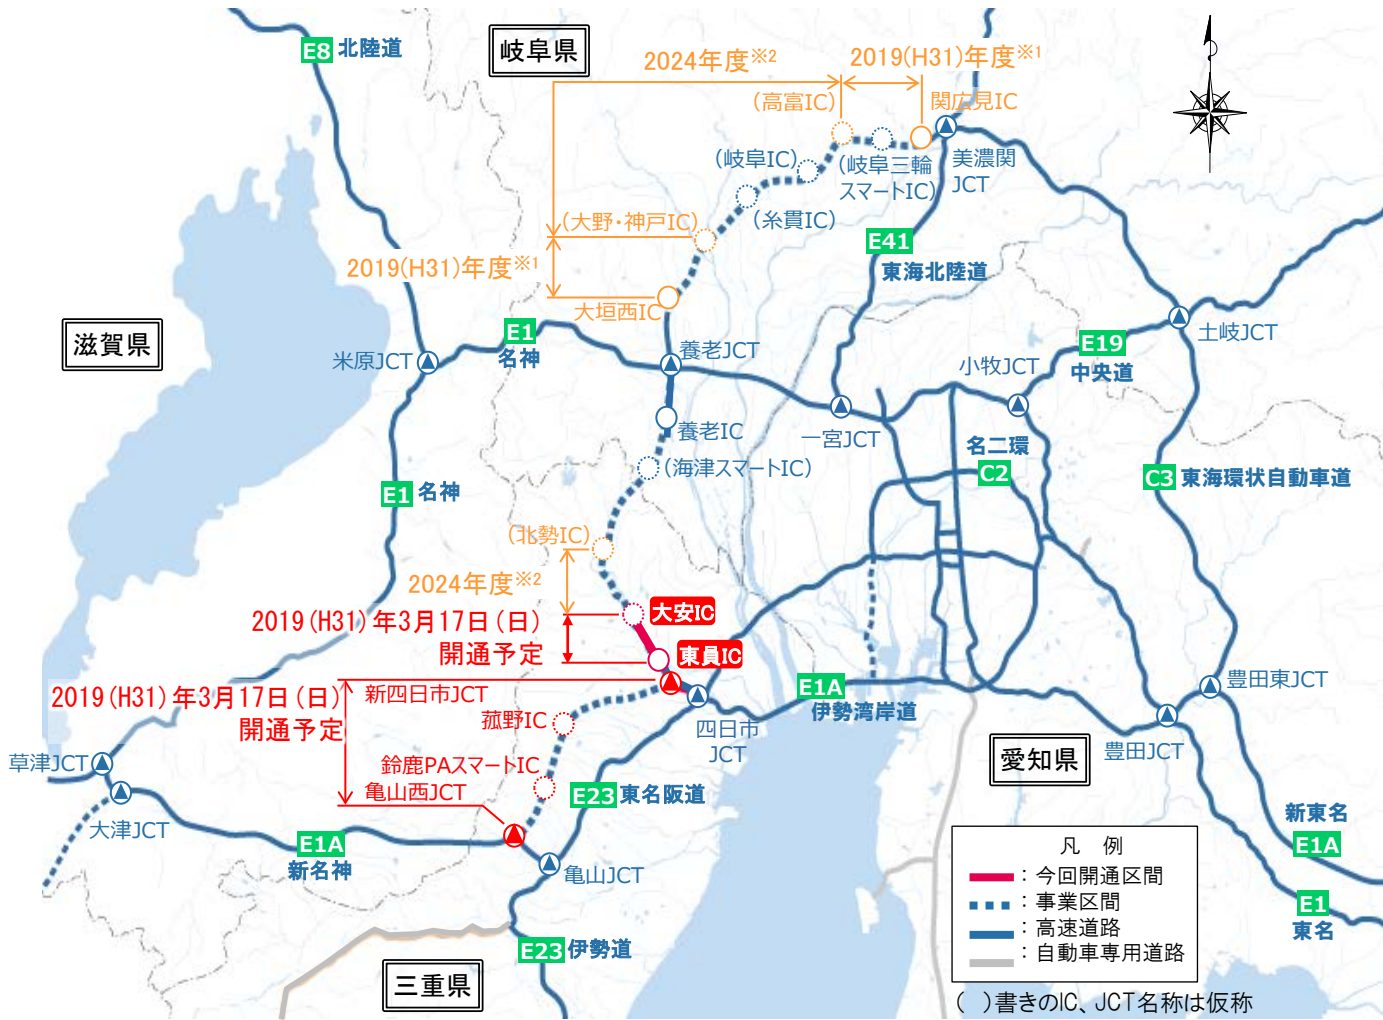 E8 北陸道
岐阜県
2024年度※2
2019(H31)年度※1
(高富IC)
関広見IC
(岐阜IC)
(岐阜三輪
スマートIC)
美濃関
JCT
(糸貫IC)
(大野・神戸IC)
E41
東海北陸道
2019(H31)年度※1
大垣西IC
滋賀県
E1
名神
米原JCT
養老JCT
土岐JCT
E19
中央道
小牧JCT
養老IC
一宮JCT
名二環
C2
(海津スマートIC)
C3 東海環状自動車道
E1 名神
(北勢IC)
2024年度※2
大安IC
2019(H31)年3月17日(日)
開通予定
東員IC
2019(H31)年3月17日(日)
開通予定
新四日市JCT
菰野IC
四日市
JCT
E1A
伊勢湾岸道
豊田東JCT
豊田JCT
愛知県
草津JCT
鈴鹿PAスマートIC
亀山西JCT
E23 東名阪道
大津JCT
E1A
新名神
亀山JCT
新東名
E1A
E1
東名
E23 伊勢道
三重県
凡 例
:今回開通区間
:事業区間
:高速道路
:自動車専用道路
( )書きのIC、JCT名称は仮称